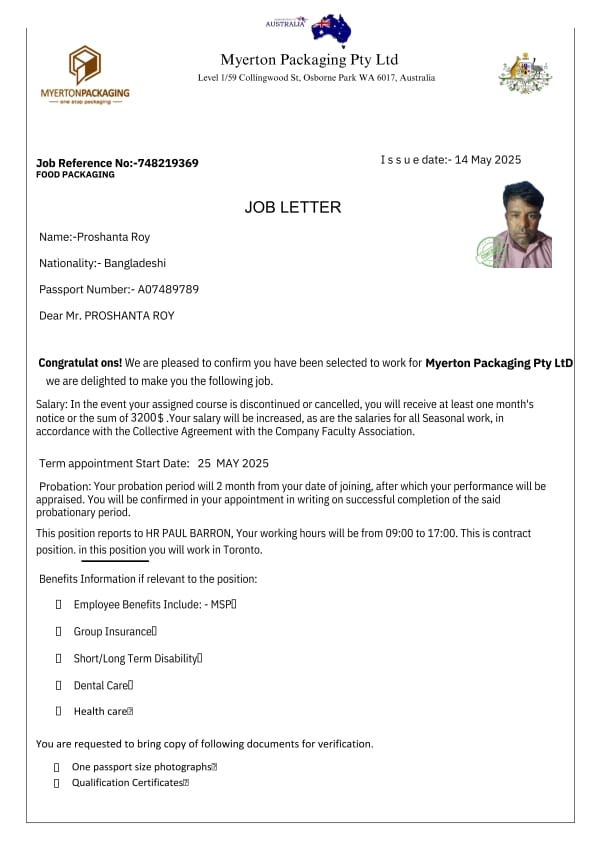 AUSTRALIA
Myerton Packaging Pty Ltd
Level 1/59 Collingwood St, Osborne Park WA 6017, Australia
MYERTONPACKAGING
one stop packaging
Job Reference No:-748219369
I s s u e date:- 14 May 2025
FOOD PACKAGING
JOB LETTER
Name:-Proshanta Roy
Nationality:- Bangladeshi
Passport Number:- A07489789
Dear Mr. PROSHANTA ROY
Congratulat ons! We are pleased to confirm you have been selected to work for Myerton Packaging Pty LtD
we are delighted to make you the following job.
Salary: In the event your assigned course is discontinued or cancelled, you will receive at least one month's
notice or the sum of 3200$ .Your salary will be increased, as are the salaries for all Seasonal work, in
accordance with the Collective Agreement with the Company Faculty Association.
Term appointment Start Date: 25 MAY 2025
Probation: Your probation period will 2 month from your date of joining, after which your performance will be
appraised. You will be confirmed in your appointment in writing on successful completion of the said
probationary period.
This position reports to HR PAUL BARRON, Your working hours will be from 09:00 to 17:00. This is contract
position. in this position you will work in Toronto.
Benefits Information if relevant to the position:
Employee Benefits Include: - MSP
Group Insurance
Short/Long Term Disability
Dental Care
Health care
You are requested to bring copy of following documents for verification.
One passport size photographs
Qualification Certificates